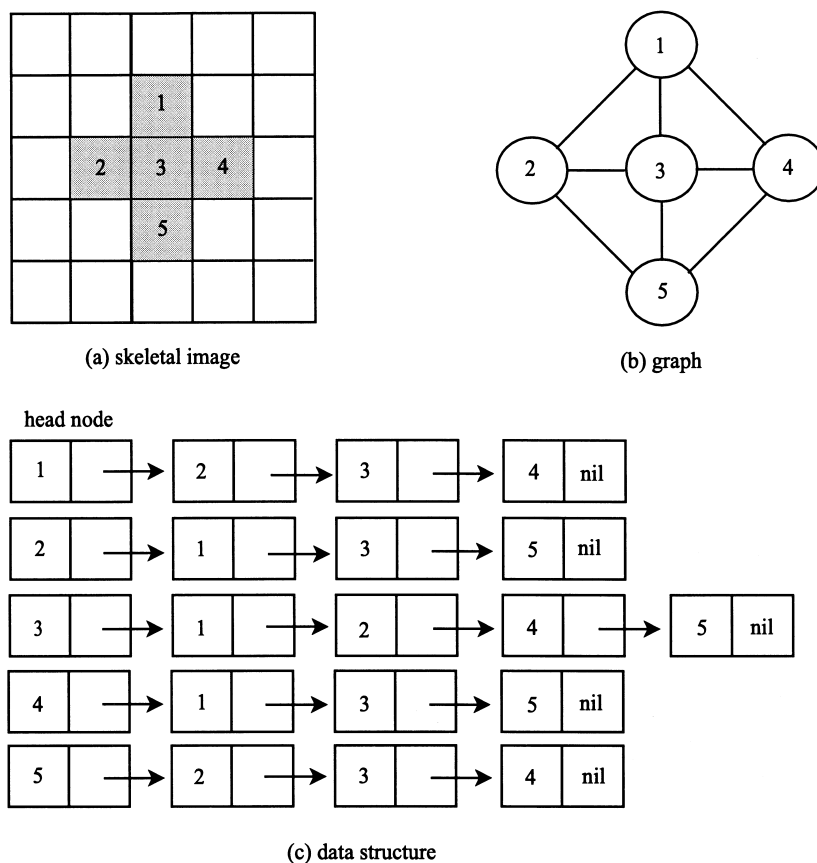 1
2 3 4
5
(a) skeletal image
1
2 3 4
5
(b) graph
head node
1 2 3 4 nil
2 1 3 5 nil
3 1 2 4 5 nil
4 1 3 5 nil
5 2 3 4 nil
(c) data structure